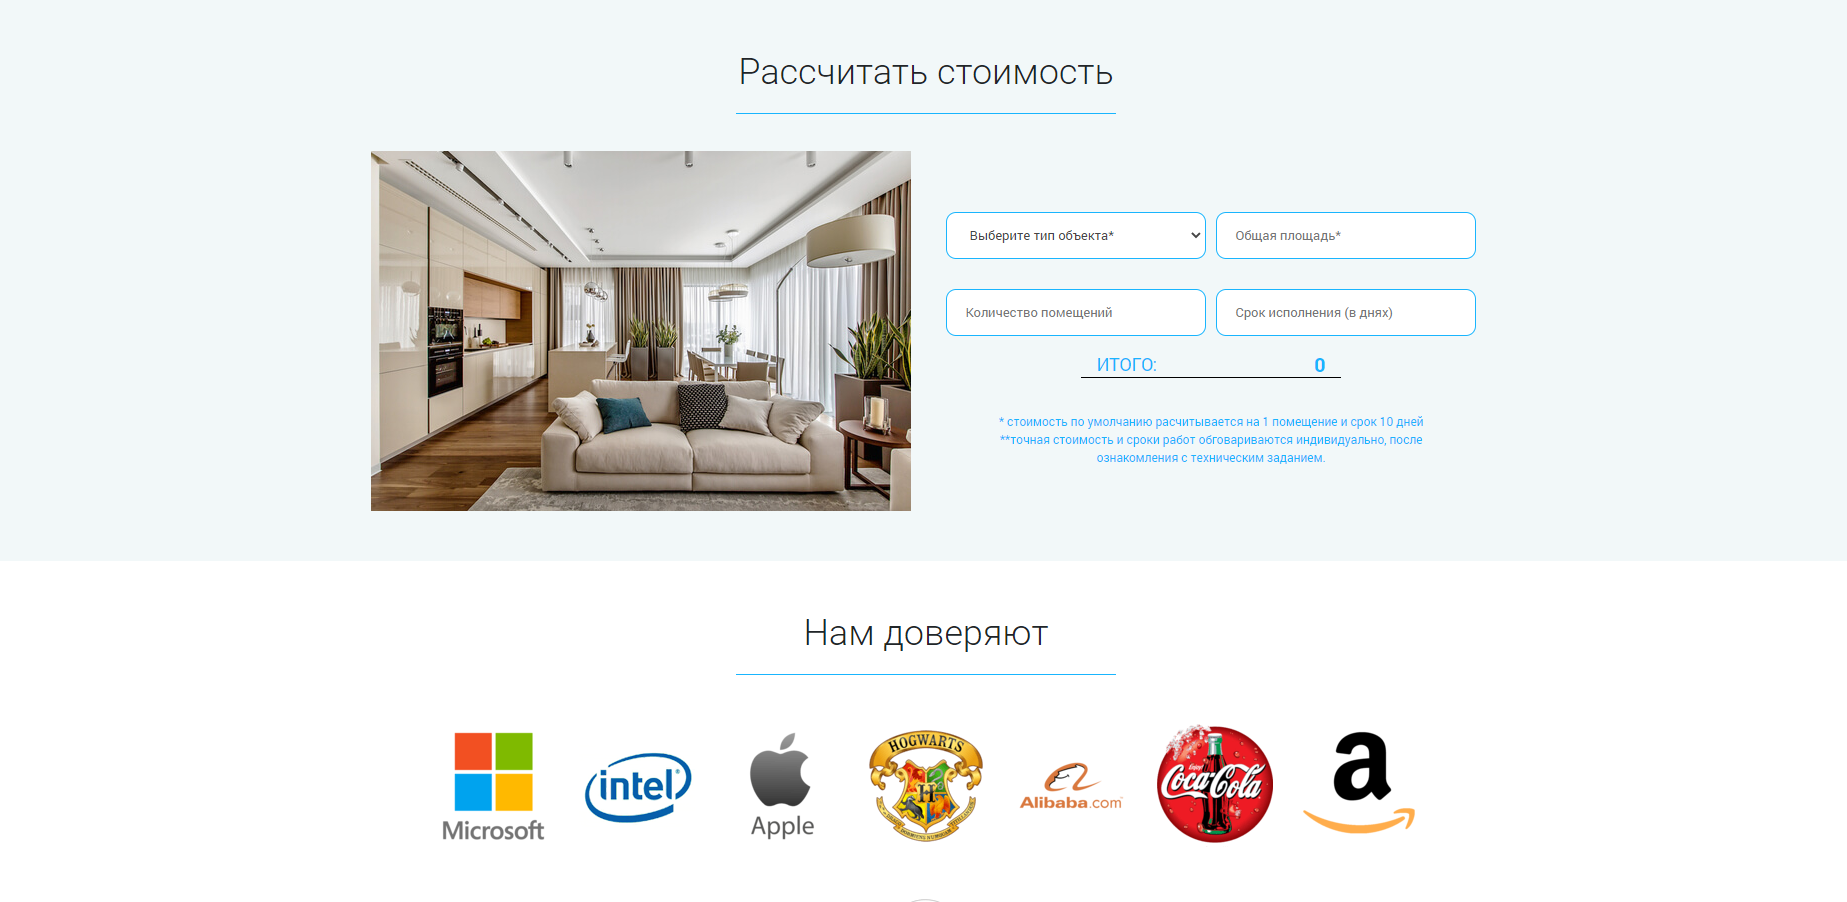 Рассчитать стоимость
Выберите тип объекта*
Общая площадь*
Количество помещений
Срок исполнения (в днях)
ИТОГО: 0
* стоимость по умолчанию расчитывается на 1 помещение и срок 10 дней
**точная стоимость и сроки работ обговариваются индивидуально, после
ознакомления с техническим заданием.
Нам доверяют
Microsoft
intel
Apple
HOGWARTS
H
Alibaba.com
Enjoy
Coca-Cola
a